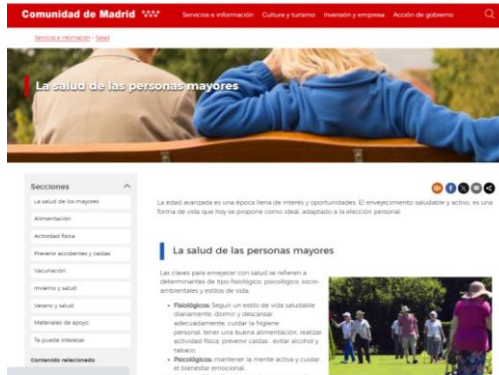 Comunidad de Madrid
Servicios e información Cultura y turismo Inversión y empresa Acción de gobierno
Servicios e información · Salud
La salud de las personas mayores
Secciones
La salud de los mayores
Alimentación
Actividad física
Prevenir accidentes y caídas
Vacunación
Invierno y salud
Verano y salud
Materiales de apoyo
Te puede interesar
Contenido relacionado
La edad avanzada es una época llena de interés y oportunidades. El envejecimiento saludable y activo, es una
forma de vida que hoy se propone como ideal, adaptado a la elección personal.
La salud de las personas mayores
Las claves para envejecer con salud se refieren a
determinantes de tipo fisiológico, psicológico, socio-
ambientales y estilos de vida:
Fisiológicos: Seguir un estilo de vida saludable
diariamente: dormir y descansar
adecuadamente, cuidar la higiene
personal, tener una buena alimentación, realizar
actividad física, prevenir caídas , evitar alcohol y
tabaco.
Psicológicos: mantener la mente activa y cuidar
el bienestar emocional.